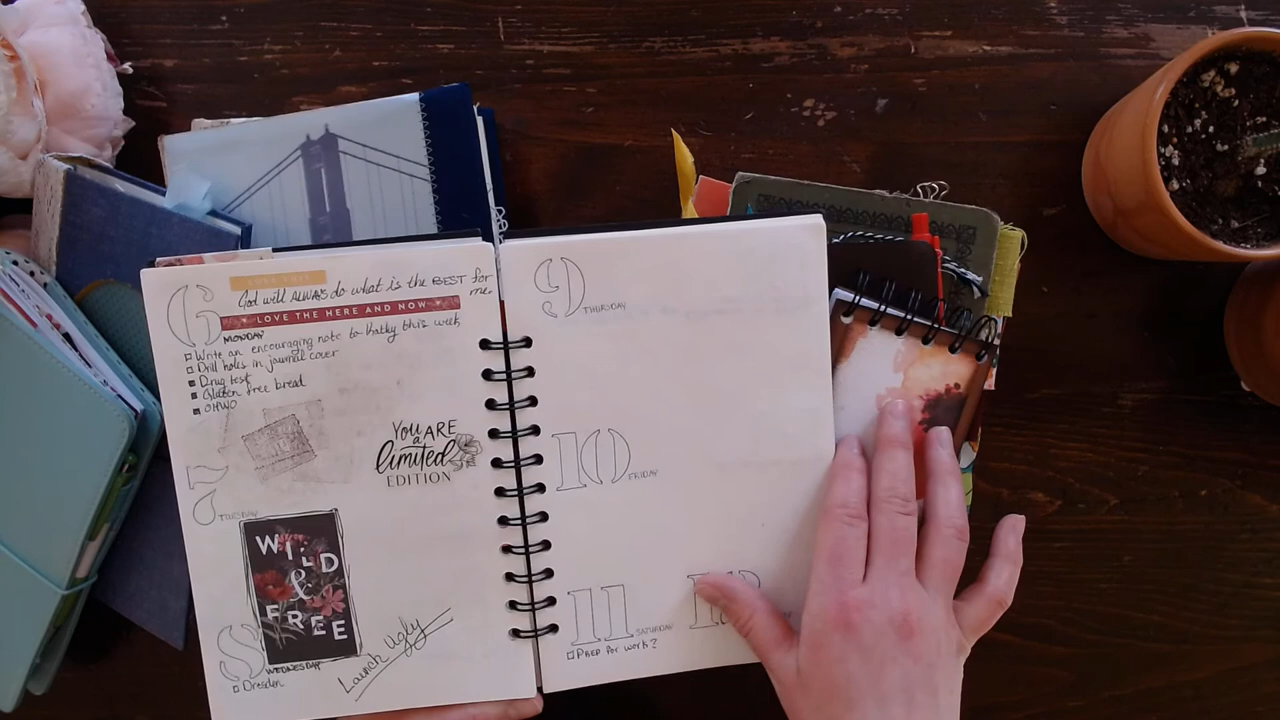 God will ALWAYS do what is the BEST for me.
LOVE THE HERE AND NOW
6
MONDAY
Write an encouraging note to Kathy this week
Drill holes in journal cover
Drug test
Gluten free bread
OHWO
YOU ARE
a
limited
EDITION
7
TUESDAY
WILD
&
FREE
8
WEDNESDAY
Dresden
Launch Ugly
9
THURSDAY
10
FRIDAY
11
SATURDAY
PREP for work?